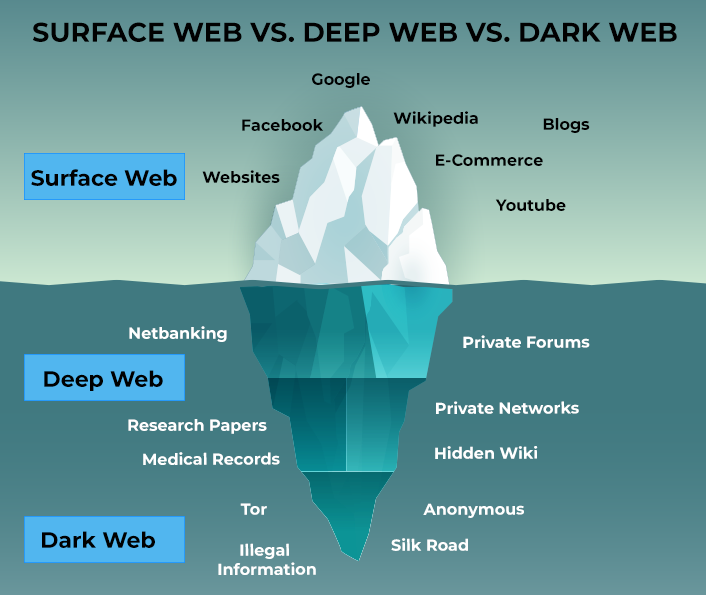 SURFACE WEB VS. DEEP WEB VS. DARK WEB
Google
Wikipedia
Facebook
Blogs
E-Commerce
Surface Web
Websites
Youtube
Netbanking
Private Forums
Deep Web
Private Networks
Research Papers
Hidden Wiki
Medical Records
Tor
Anonymous
Dark Web
Silk Road
Illegal
Information